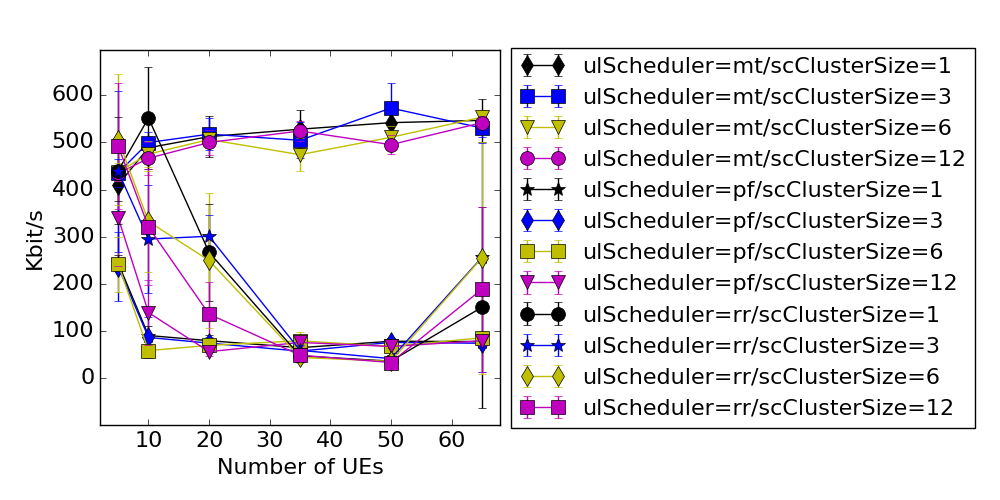 600
500
400
300
200
100
0
Kbit/s
10 20 30 40 50 60
Number of UEs
ulScheduler=mt/scClusterSize=1
ulScheduler=mt/scClusterSize=3
ulScheduler=mt/scClusterSize=6
ulScheduler=mt/scClusterSize=12
ulScheduler=pf/scClusterSize=1
ulScheduler=pf/scClusterSize=3
ulScheduler=pf/scClusterSize=6
ulScheduler=pf/scClusterSize=12
ulScheduler=rr/scClusterSize=1
ulScheduler=rr/scClusterSize=3
ulScheduler=rr/scClusterSize=6
ulScheduler=rr/scClusterSize=12